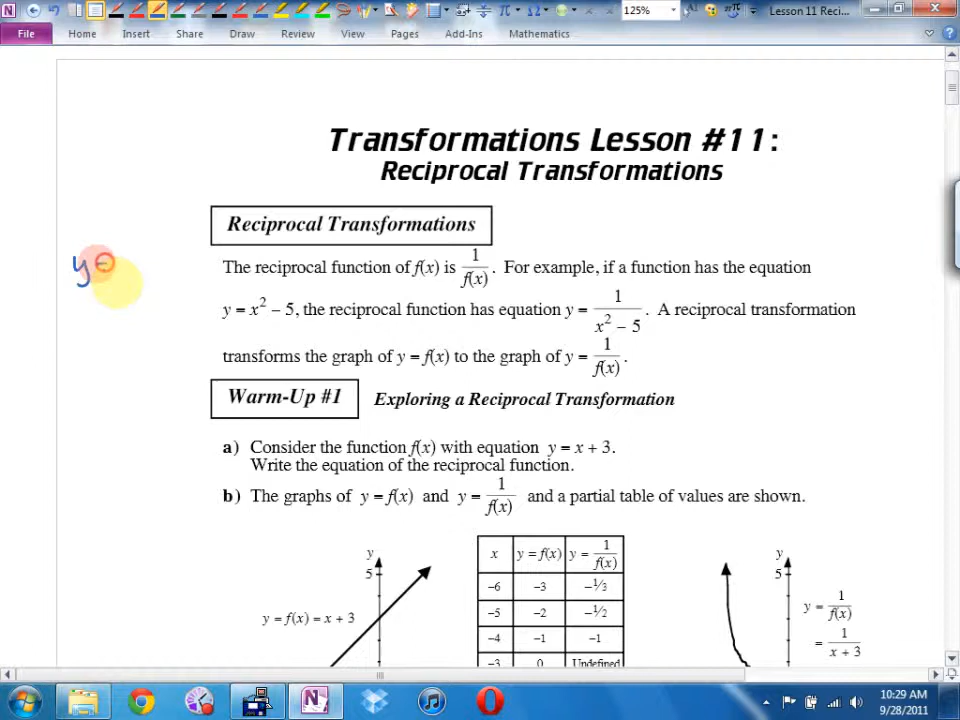 125%
Lesson 11 Reci...
File Home Insert Share Draw Review View Pages Add-Ins Mathematics
Transformations Lesson #11:
Reciprocal Transformations
Reciprocal Transformations
y=
The reciprocal function of f(x) is 1/f(x). For example, if a function has the equation
y = x² – 5, the reciprocal function has equation y = 1/(x² – 5). A reciprocal transformation
transforms the graph of y = f(x) to the graph of y = 1/f(x).
Warm-Up #1 Exploring a Reciprocal Transformation
a) Consider the function f(x) with equation y = x + 3.
Write the equation of the reciprocal function.
b) The graphs of y = f(x) and y = 1/f(x) and a partial table of values are shown.
y
5
y = f(x) = x + 3
x y = f(x) y = 1/f(x)
–6 –3 –1/3
–5 –2 –1/2
–4 –1 –1
–3 0 Undefined
y
5
y = 1/f(x)
= 1/(x + 3)
10:29 AM
9/28/2011